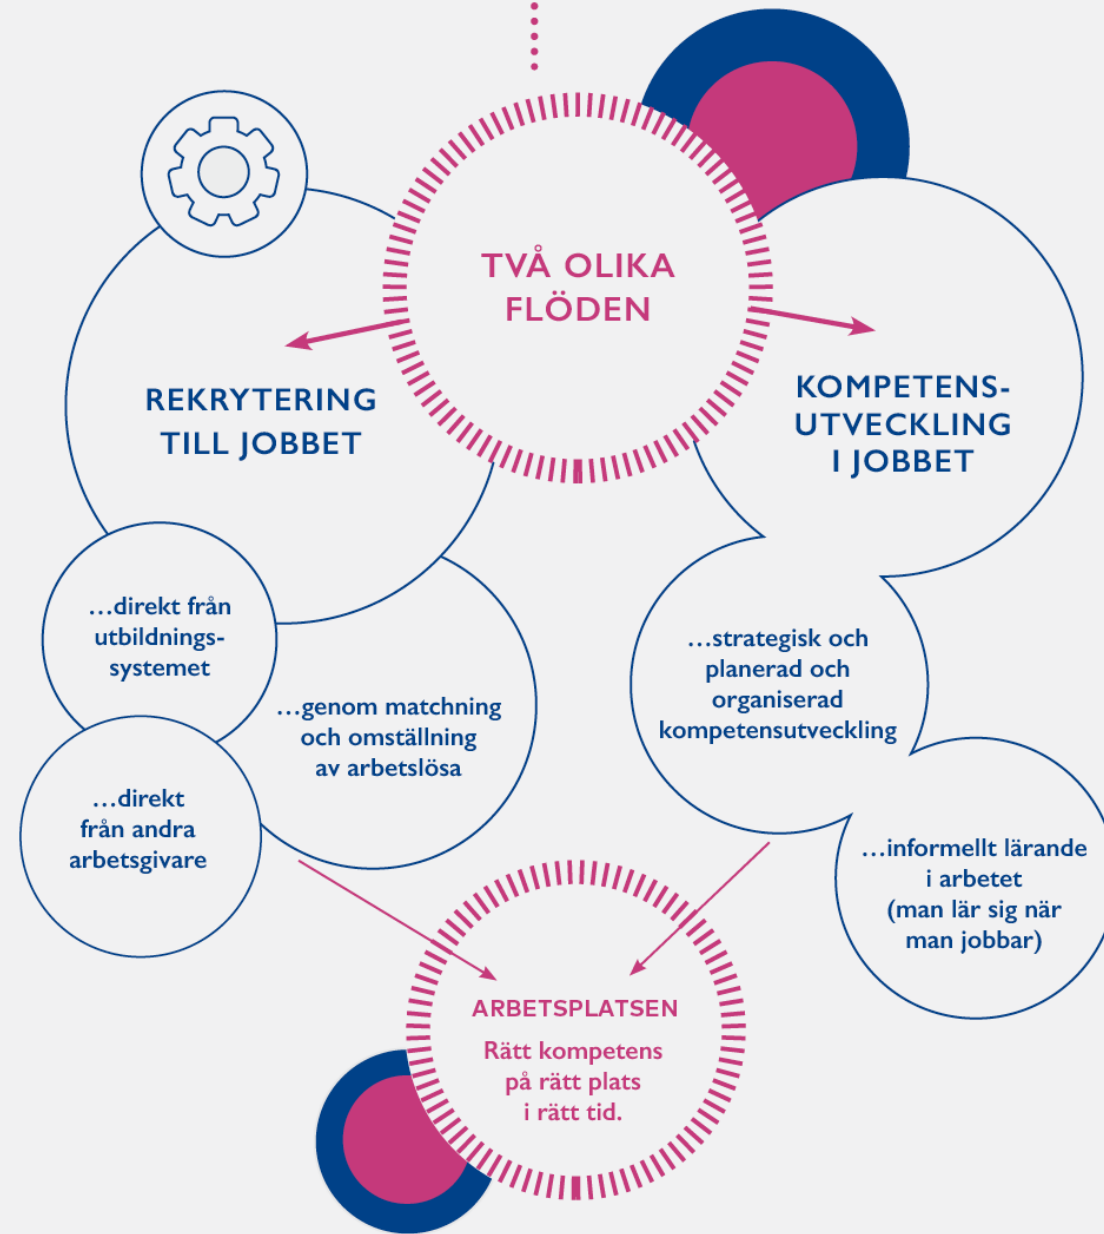 TVÅ OLIKA
FLÖDEN
REKRYTERING
TILL JOBBET
KOMPETENS-
UTVECKLING
I JOBBET
…direkt från
utbildnings-
systemet
…genom matchning
och omställning
av arbetslösa
…direkt
från andra
arbetsgivare
…strategisk och
planerad och
organiserad
kompetensutveckling
…informellt lärande
i arbetet
(man lär sig när
man jobbar)
ARBETSPLATSEN
Rätt kompetens
på rätt plats
i rätt tid.